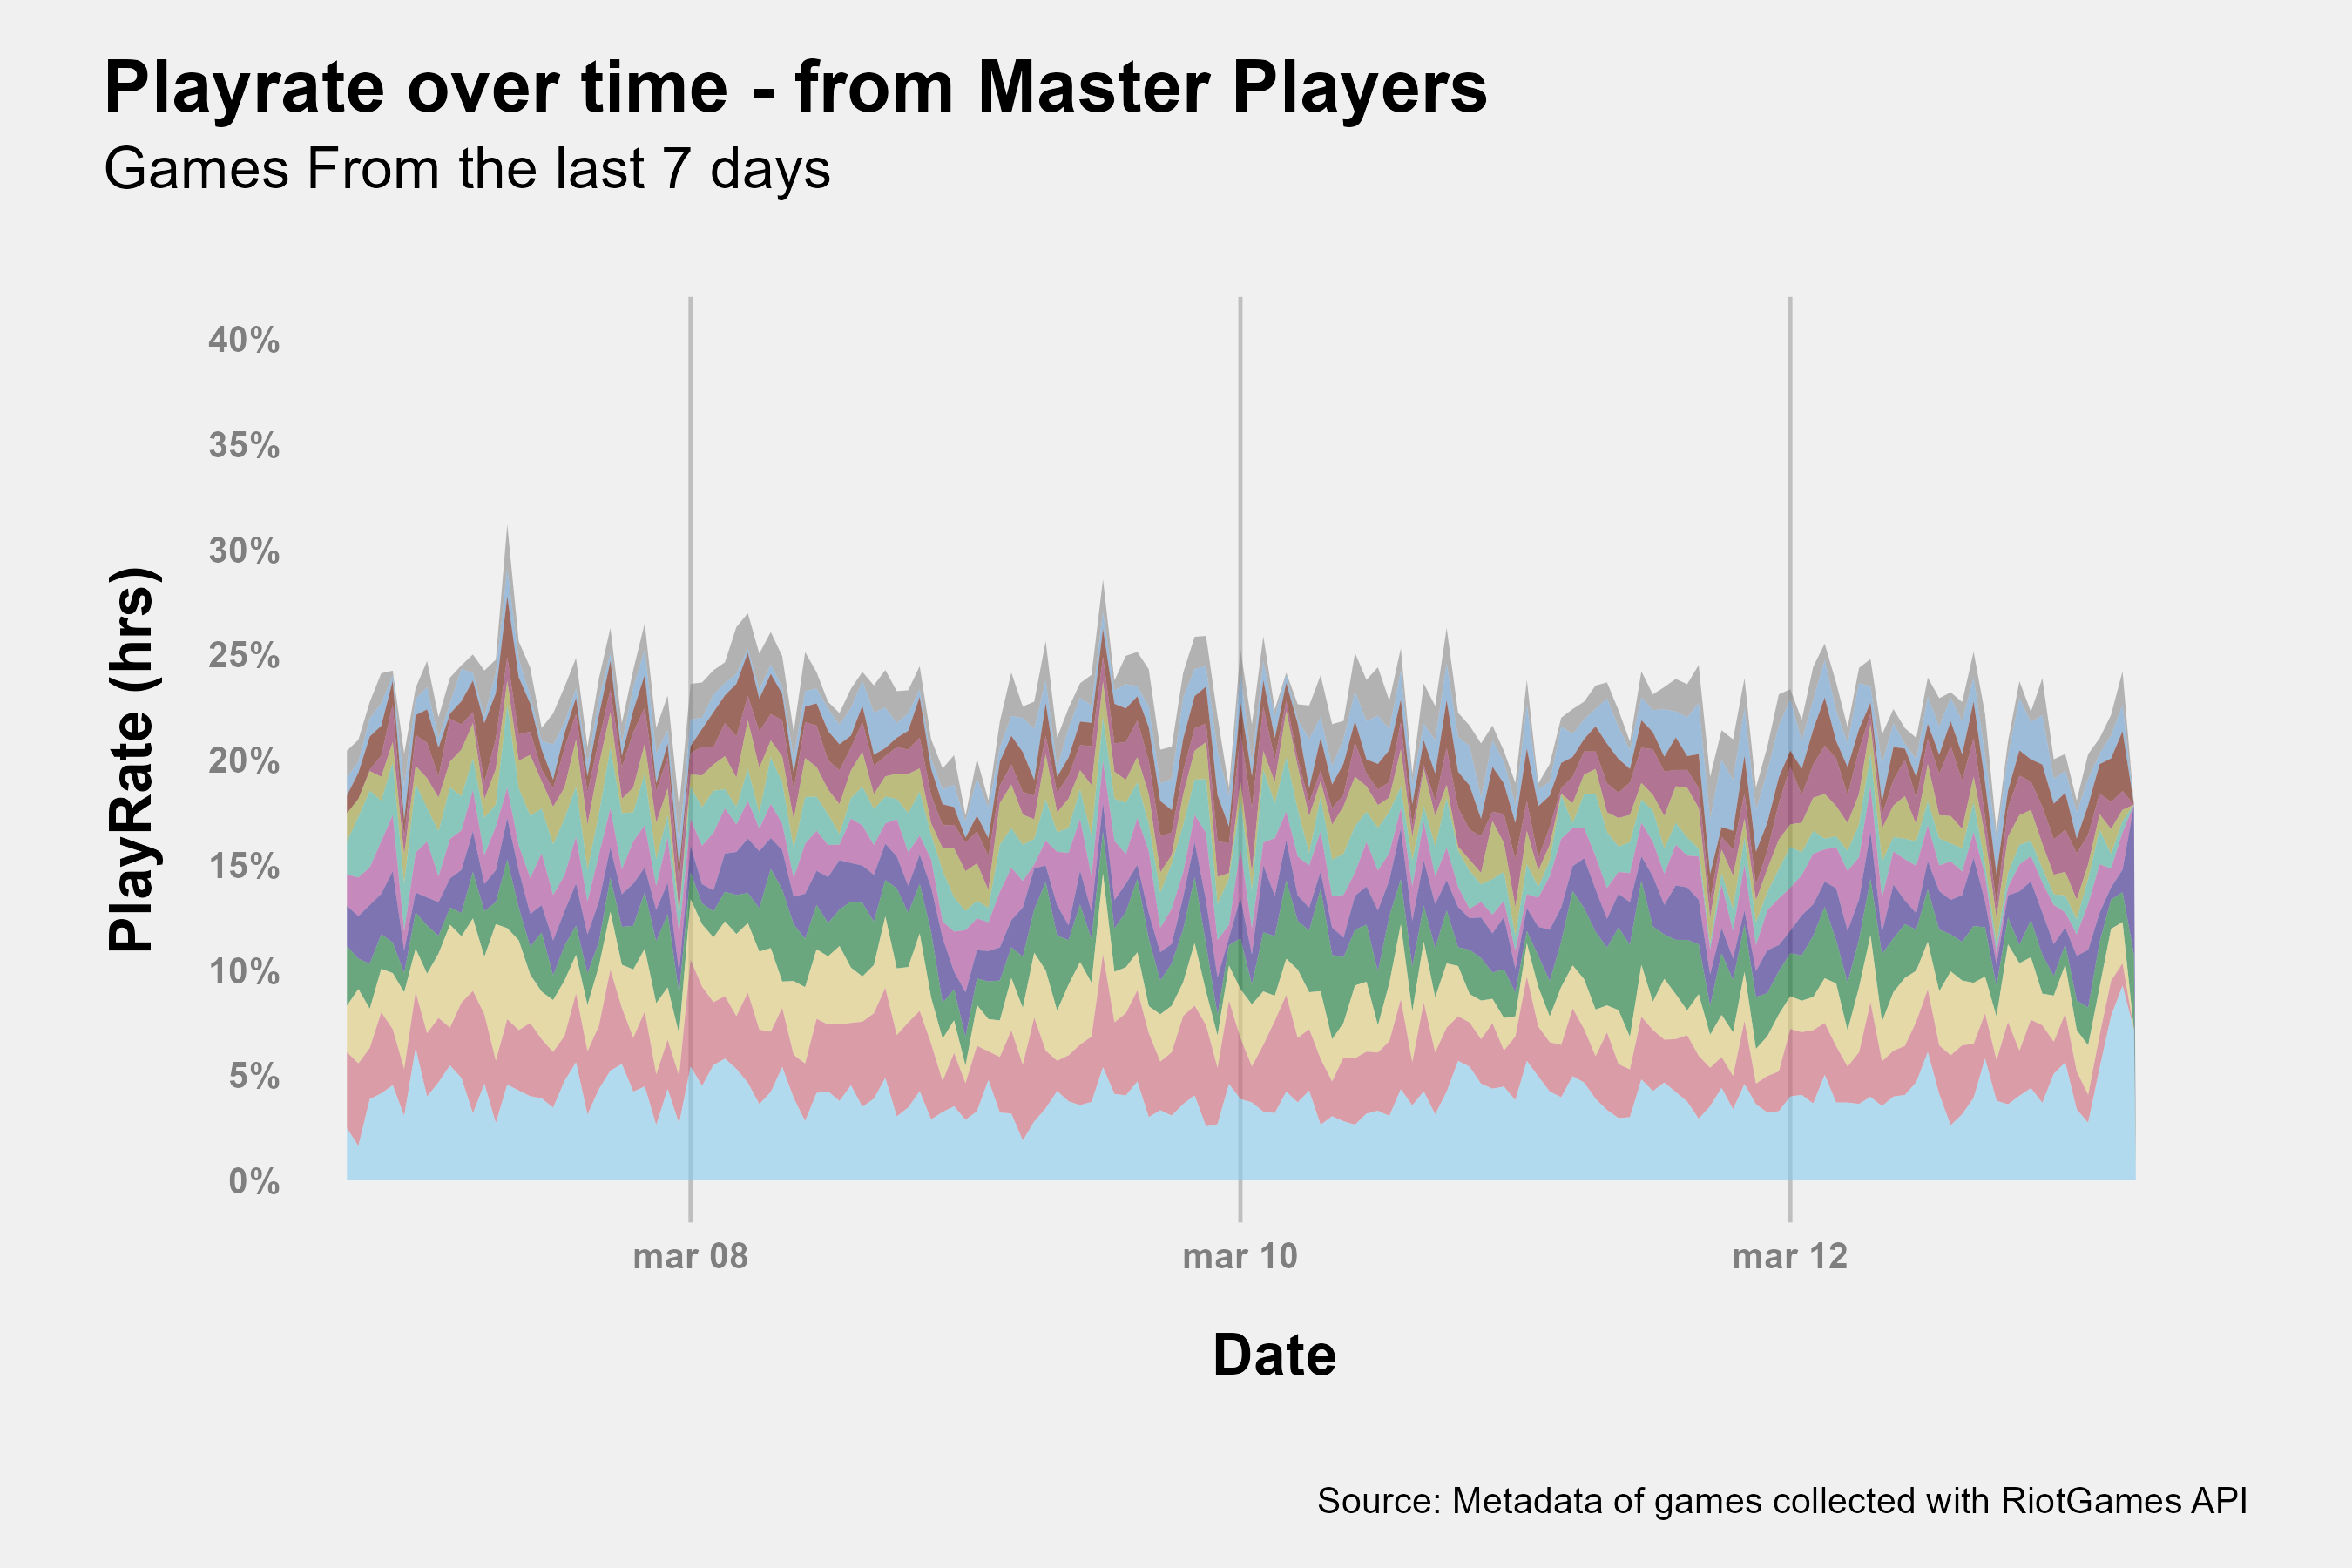 Playrate over time - from Master Players
Games From the last 7 days
40%
35%
30%
25%
20%
15%
10%
5%
0%
PlayRate (hrs)
mar 08
mar 10
mar 12
Date
Source: Metadata of games collected with RiotGames API